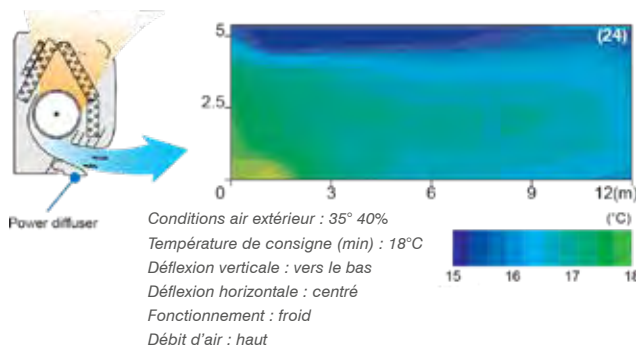 5
(24)
2.5
0
0 3 6 9 12(m)
Power diffuser
Conditions air extérieur : 35° 40%
(°C)
Température de consigne (min) : 18°C
Déflexion verticale : vers le bas
15 16 17 18
Déflexion horizontale : centré
Fonctionnement : froid
Débit d'air : haut